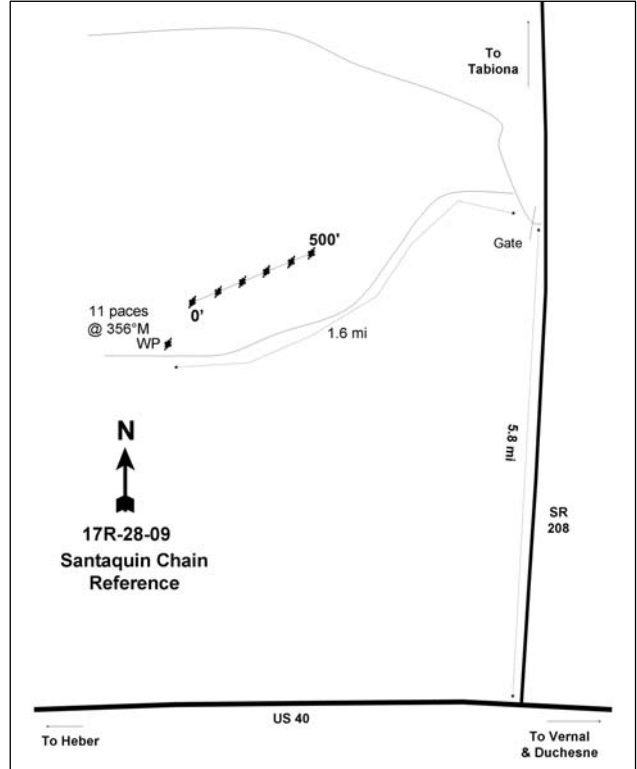 To
Tabiona
Gate
500'
0'
11 paces
@ 356°M
WP
1.6 mi
5.8 mi
N
17R-28-09
Santaquin Chain
Reference
SR
208
US 40
To Heber
To Vernal
& Duchesne